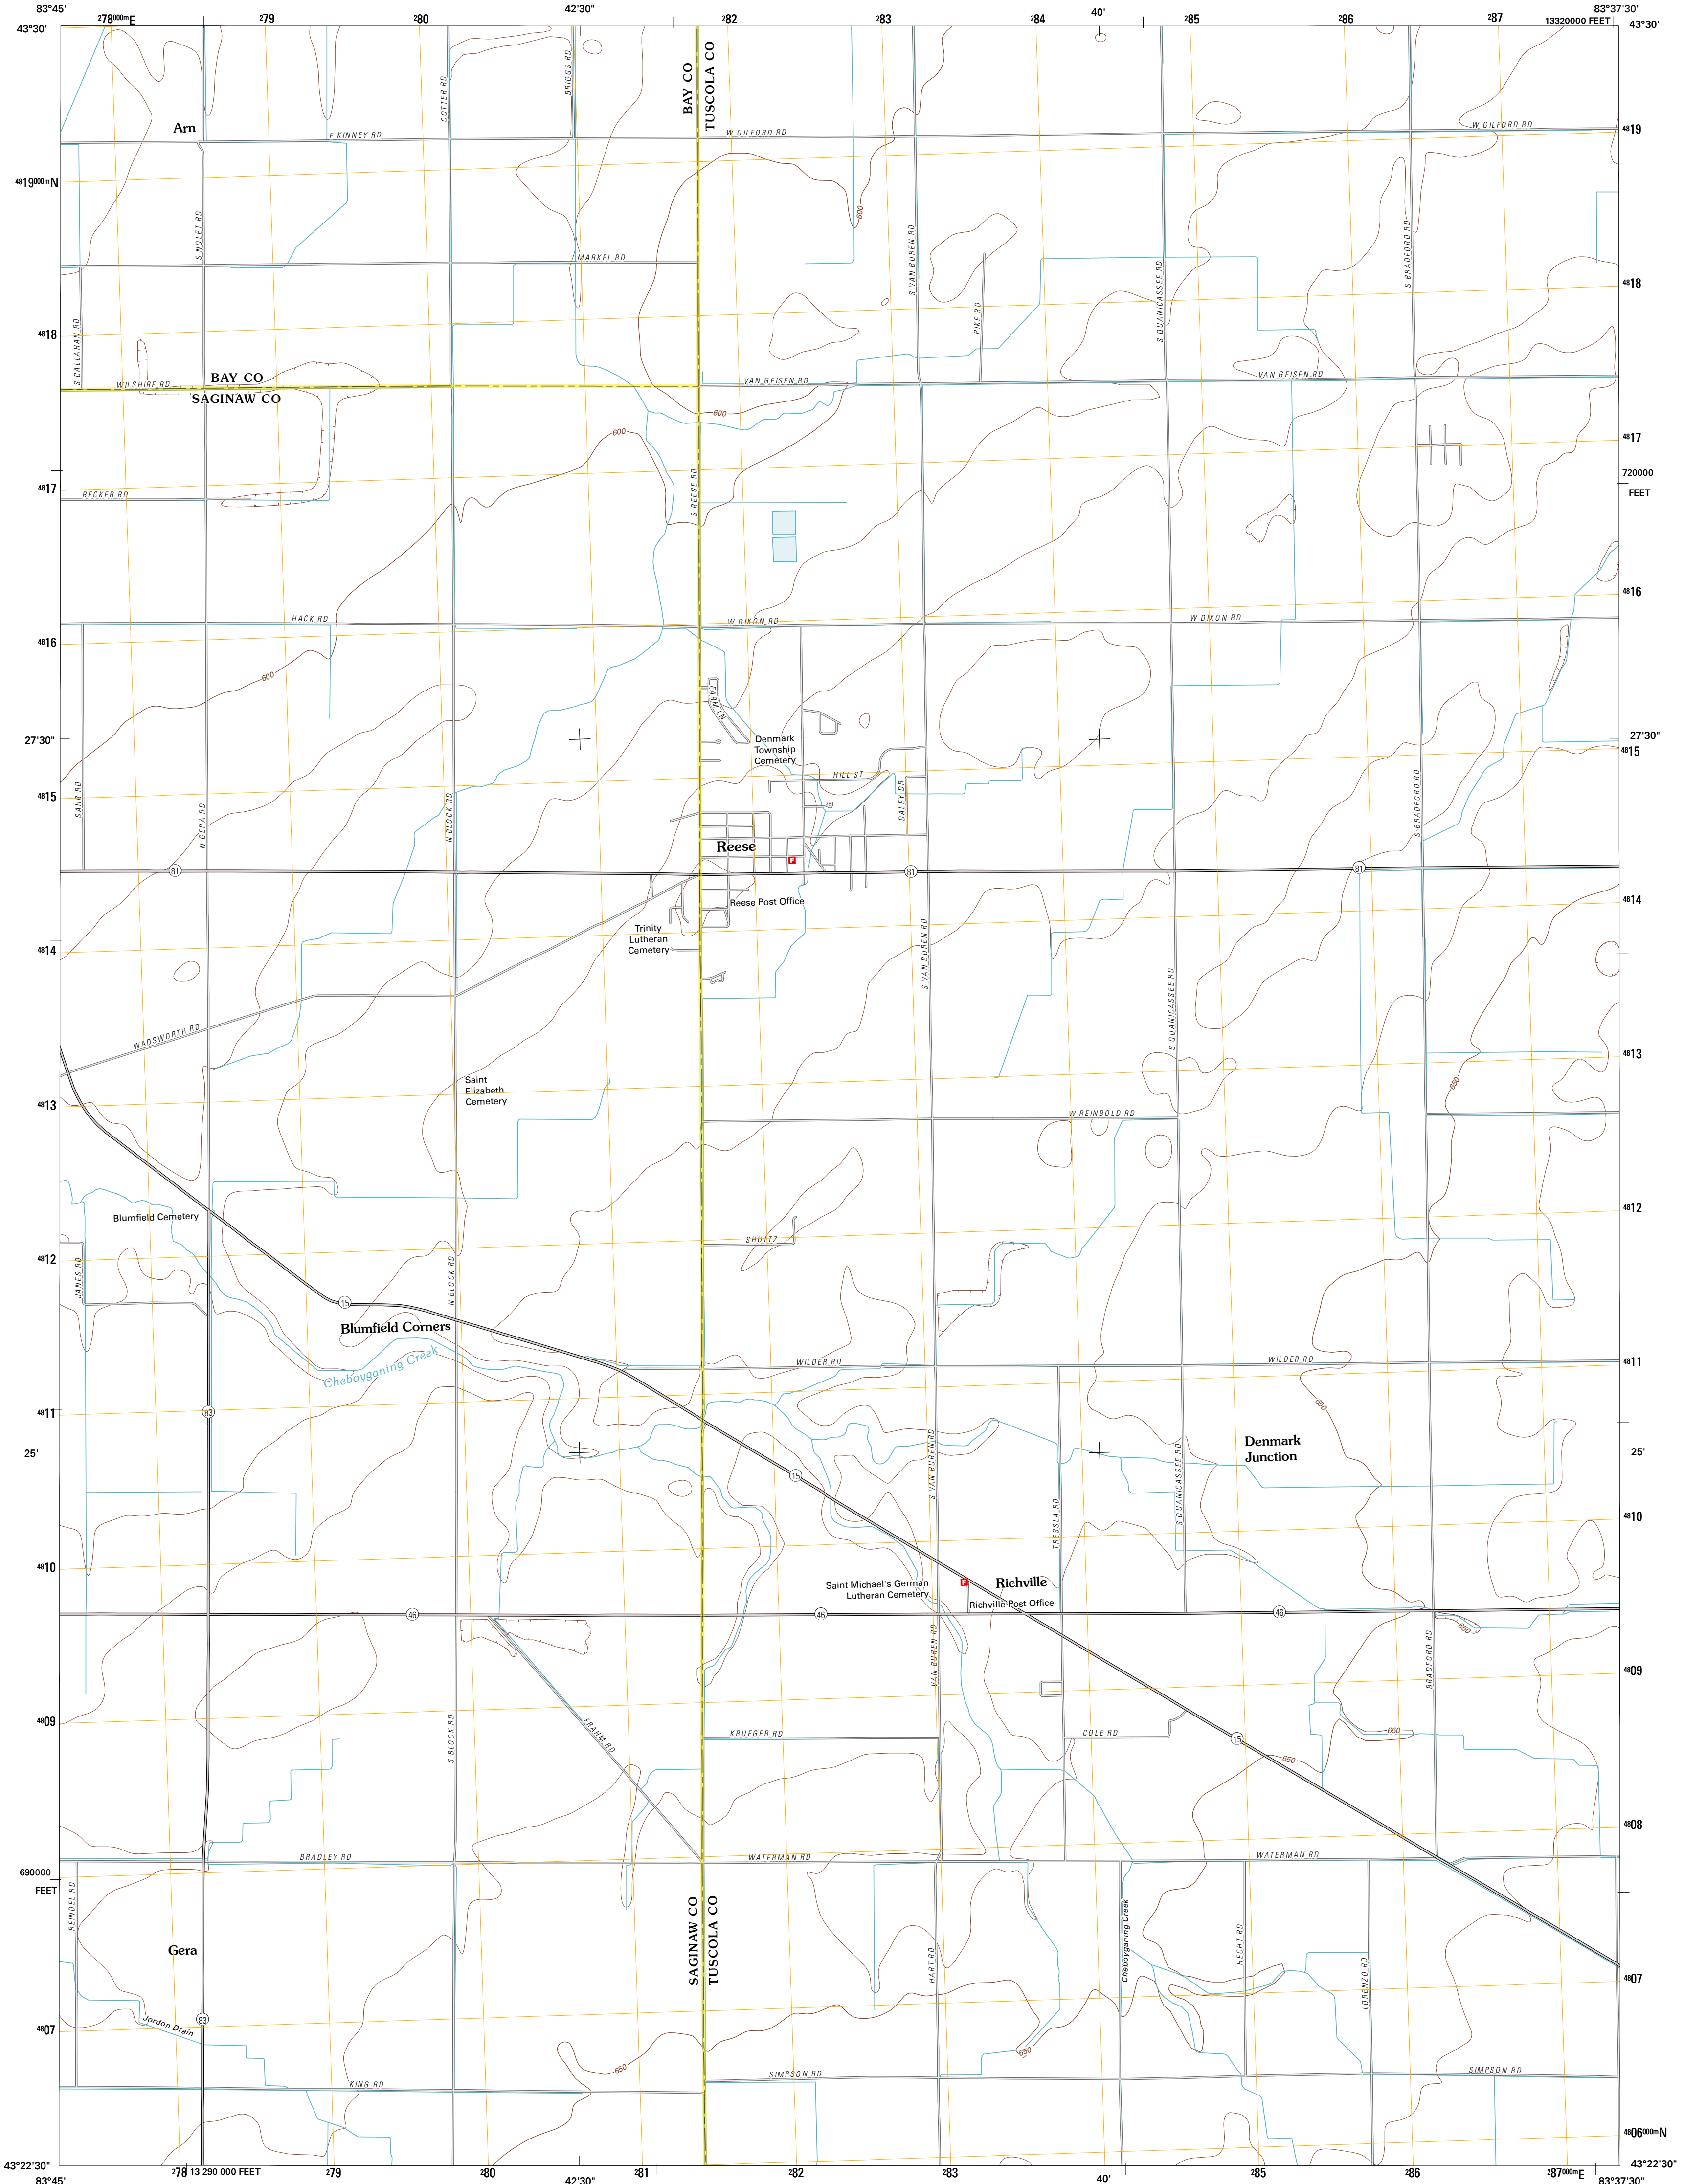 83°45'
²78⁰⁰⁰ᵐE
²79
²80
42'30"
²82
²83
²84
40'
²85
²86
²87
13320000 FEET
83°37'30"
43°30'
43°30'
BAY CO
TUSCOLA CO
COTTER RD
BRIGGS RD
Arn
E KINNEY RD
W GILFORD RD
W GILFORD RD
⁴⁸19
⁴⁸19⁰⁰⁰ᵐN
S NOLET RD
600
S VAN BUREN RD
S BRADFORD RD
MARKEL RD
S QUANICASSEE RD
⁴⁸18
PIKE RD
⁴⁸18
S CALLAHAN RD
WILSHIRE RD
BAY CO
SAGINAW CO
VAN GEISEN RD
VAN GEISEN RD
600
600
⁴⁸17
720000
FEET
⁴⁸17
BECKER RD
S REESE RD
⁴⁸16
HACK RD
W DIXON RD
W DIXON RD
⁴⁸16
600
FARM LN
27'30"
Denmark
Township
Cemetery
27'30"
⁴⁸15
HILL ST
⁴⁸15
SAHR RD
N GERA RD
N BLOCK RD
DALEY DR
S BRADFORD RD
Reese
F
81
81
81
Reese Post Office
⁴⁸14
Trinity
Lutheran
Cemetery
⁴⁸14
S VAN BUREN RD
S QUANICASSEE RD
WADSWORTH RD
⁴⁸13
Saint
Elizabeth
Cemetery
650
⁴⁸13
W REINBOLD RD
Blumfield Cemetery
⁴⁸12
SHULTZ
⁴⁸12
JANES RD
N BLOCK RD
15
Blumfield Corners
Cheboyganing Creek
WILDER RD
WILDER RD
⁴⁸11
650
⁴⁸11
83
25'
Denmark
Junction
25'
15
S VAN BUREN RD
S QUANICASSEE RD
TRESSLA RD
⁴⁸10
⁴⁸10
Saint Michael's German
Lutheran Cemetery
F
Richville
Richville Post Office
46
46
46
650
VAN BUREN RD
BRADFORD RD
⁴⁸09
⁴⁸09
S BLOCK RD
FRAHM RD
KRUEGER RD
COLE RD
15
650
650
⁴⁸08
BRADLEY RD
WATERMAN RD
WATERMAN RD
690000
FEET
REINDEL RD
SAGINAW CO
TUSCOLA CO
Cheboyganing Creek
HART RD
HECHT RD
LORENZO RD
Gera
⁴⁸07
83
Jordon Drain
⁴⁸07
650
650
SIMPSON RD
SIMPSON RD
KING RD
⁴⁸06⁰⁰⁰ᵐN
43°22'30"
43°22'30"
83°45'
²78
13 290 000 FEET
²79
²80
42'30"
²81
²82
²83
40'
²85
²86
²87⁰⁰⁰ᵐE
83°37'30"